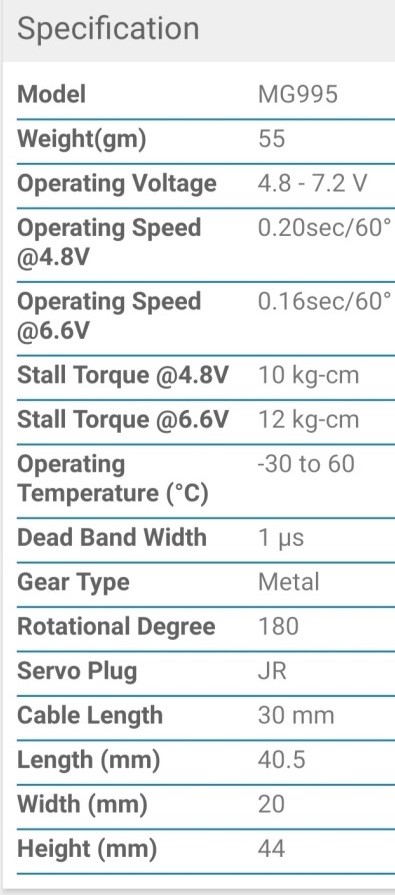 Specification
Model MG995
Weight(gm) 55
Operating Voltage 4.8 - 7.2 V
Operating Speed 0.20sec/60°
@4.8V
Operating Speed 0.16sec/60°
@6.6V
Stall Torque @4.8V 10 kg-cm
Stall Torque @6.6V 12 kg-cm
Operating -30 to 60
Temperature (°C)
Dead Band Width 1 μs
Gear Type Metal
Rotational Degree 180
Servo Plug JR
Cable Length 30 mm
Length (mm) 40.5
Width (mm) 20
Height (mm) 44